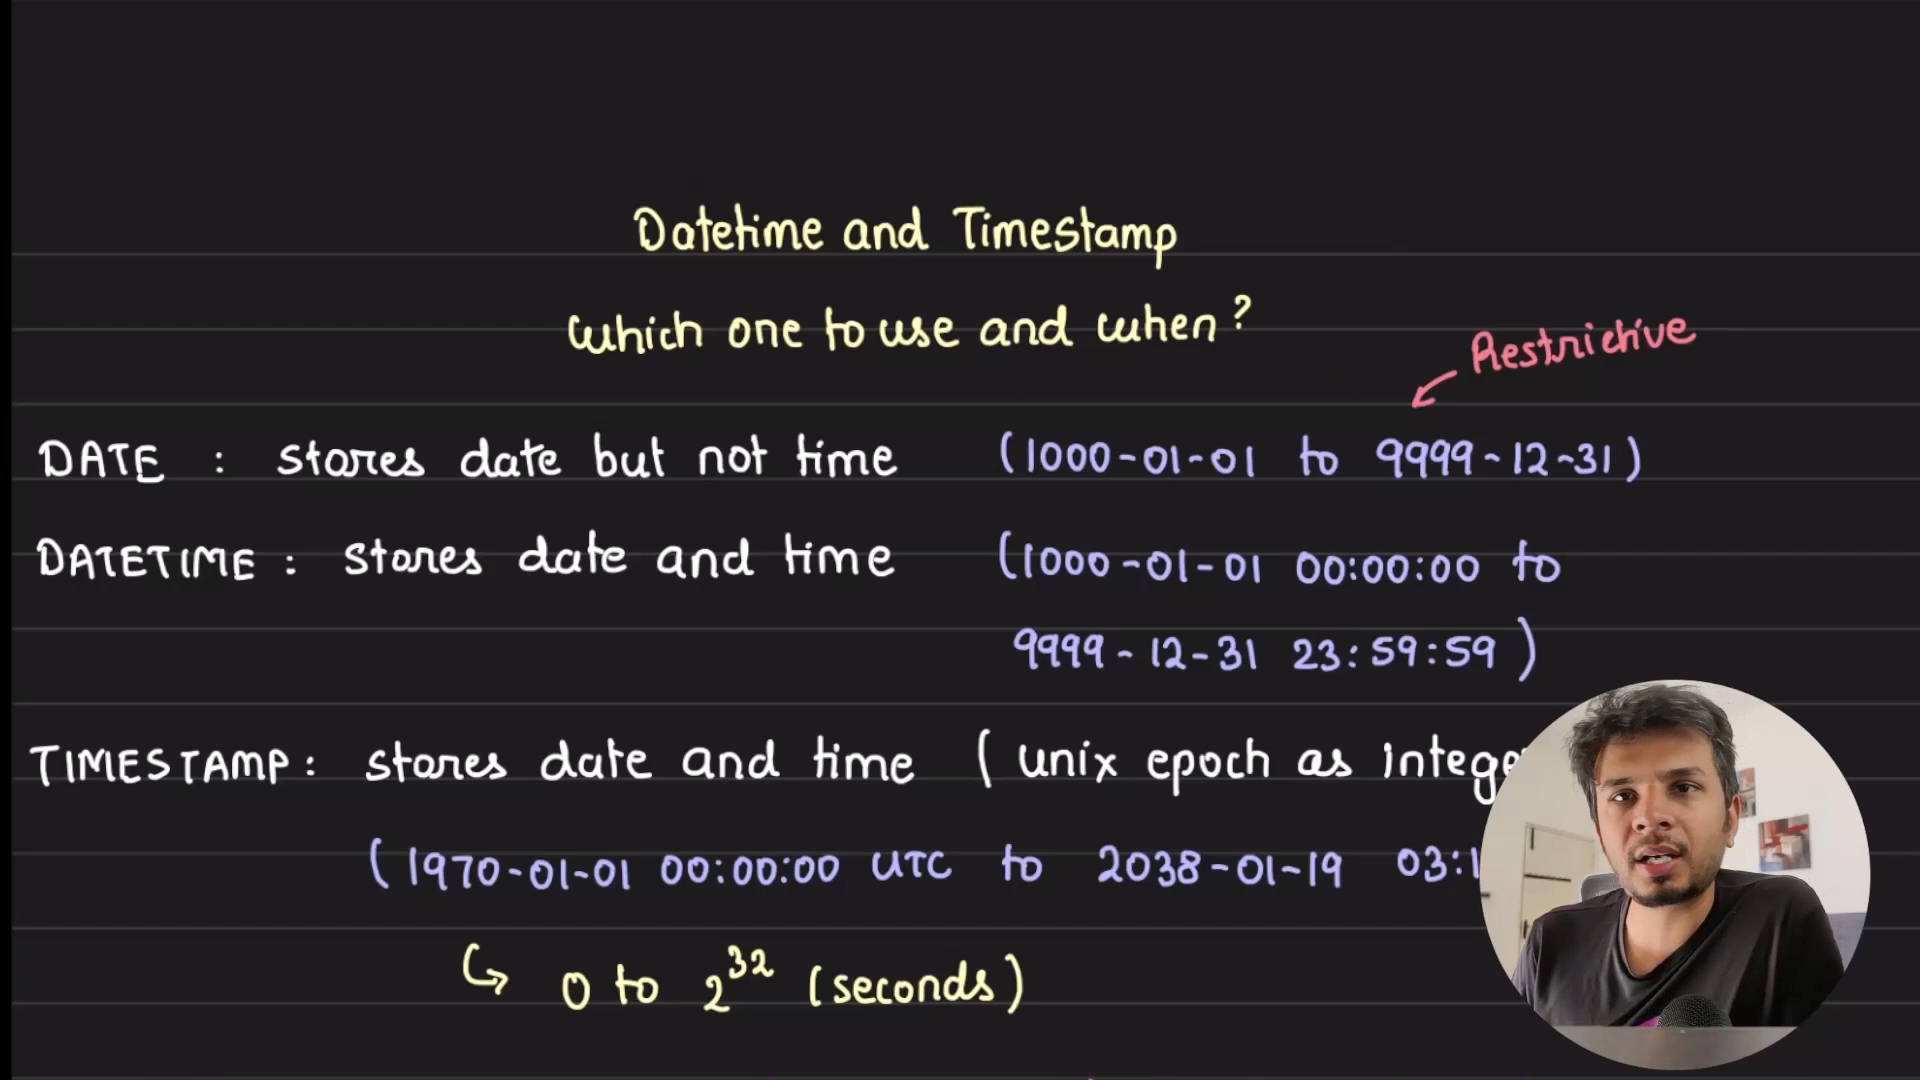 Datetime and Timestamp
Which one to use and when?
Restrictive
DATE : stores date but not time (1000-01-01 to 9999-12-31)
DATETIME : stores date and time (1000-01-01 00:00:00 to
9999-12-31 23:59:59)
TIMESTAMP : stores date and time ( unix epoch as
(1970-01-01 00:00:00 UTC to 2038-01-19
↳ 0 to 2^32 (seconds)